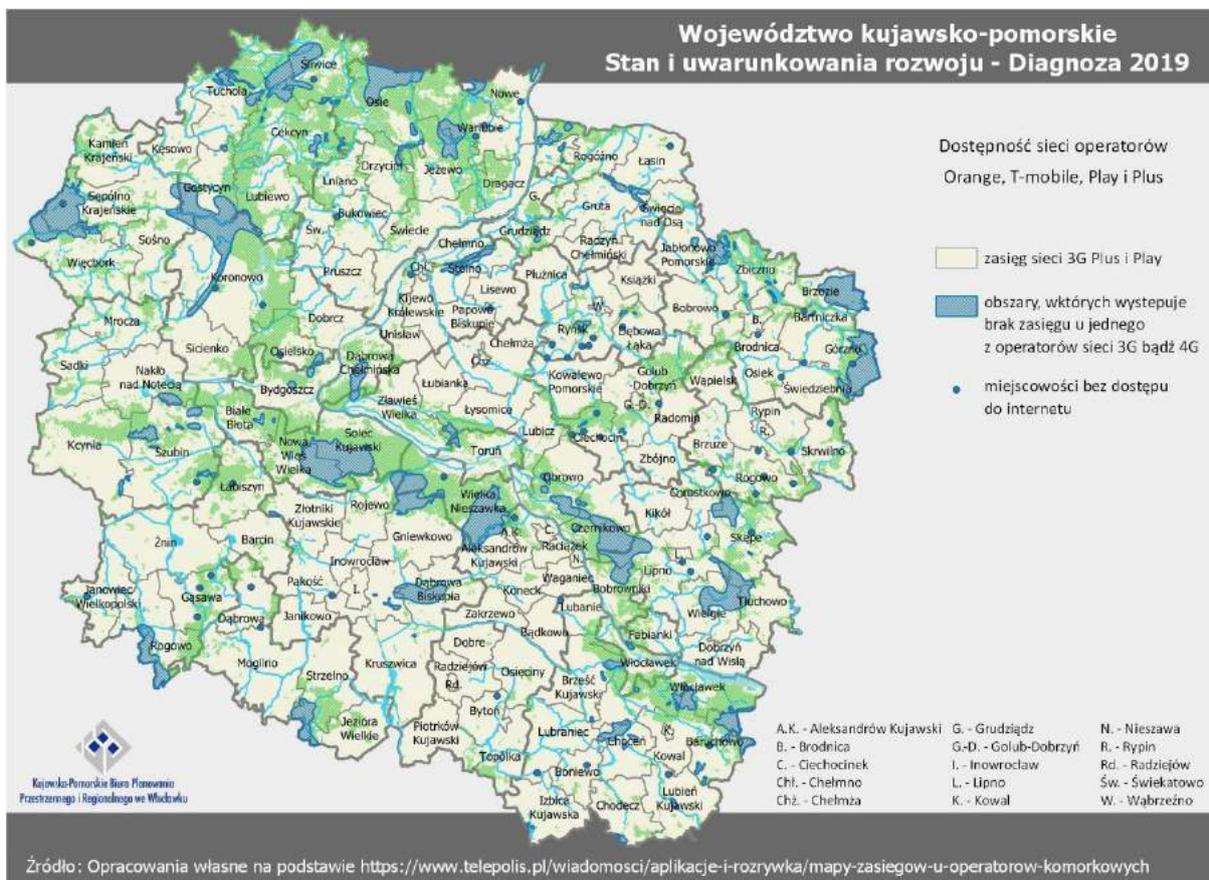 Województwo kujawsko-pomorskie
Stan i uwarunkowania rozwoju - Diagnoza 2019
Dostępność sieci operatorów
Orange, T-mobile, Play i Plus
zasięg sieci 3G Plus i Play
obszary, wktórych wystepuje
brak zasięgu u jednego
z operatorów sieci 3G bądź 4G
miejscowości bez dostępu
do internetu
Śliwice
Tuchola
Osie
Nowe
Cekcyn
Warlubie
Kamień
Krajeński
Kęsowo
Drzycim
Rogóźno
Łasin
Gostycyn
Lniano
Jeżewo
Dragacz
Sępólno
Krajeńskie
Lubiewo
Bukowiec
G.
Gruta
Świecie
nad Osą
Sośno
Św.
Świecie
Grudziądz
Radzyń
Chełmiński
Więcbork
Koronowo
Pruszcz
Chełmno
Chł.
Stolno
Płużnica
Książki
Jabłonowo
Pomorskie
Zbiczno
Brzozie
Mrocza
Dobrcz
Kijewo
Królewskie
Lisewo
Papowo
Biskupie
W.
Bobrowo
B.
Bartniczka
Sicienko
Unisław
Ryńsk
Dębowa
Łąka
Brodnica
Górzno
Sadki
Osielsko
Dąbrowa
Chełmińska
Chełmża
Chż.
Nakło
nad Notecią
Bydgoszcz
Łubianka
Kowalewo
Pomorskie
Golub
Dobrzyń
Wąpielsk
Osiek
Świedziebnia
Białe
Błota
Zławieś
Wielka
Łysomice
G.-D.
Radomin
Rypin
R.
Kcynia
Szubin
Nowa
Wieś
Wielka
Solec
Kujawski
Toruń
Lubicz
Ciechocin
Zbójno
Brzuze
Skrwilno
Łabiszyn
Obrowo
Rogowo
Złotniki
Kujawskie
Rojewo
Wielka
Nieszawka
Chrostkowo
Kikół
Żnin
Barcin
Gniewkowo
A.K.
Aleksandrów
Kujawski
C.
Raciążek
N.
Czernikowo
Skępe
L.
Inowrocław
Lipno
Janowiec
Wielkopolski
Gąsawa
Pakość
I.
Dąbrowa
Biskupia
Koneck
Waganiec
Bobrowniki
Tłuchowo
Dąbrowa
Janikowo
Zakrzewo
Lubanie
Wielgie
Rogowo
Mogilno
Dobre
Bądkowo
Fabianki
Dobrzyń
nad Wisłą
Strzelno
Kruszwica
Radziejów
Rd.
Osięciny
Brześć
Kujawski
Włocławek
Włocławek
Jeziora
Wielkie
Piotrków
Kujawski
Bytoń
Lubraniec
Choceń
K.
Kowal
Baruchowo
Topólka
Boniewo
Lubień
Kujawski
Izbica
Kujawska
Chodecz
A.K. - Aleksandrów Kujawski
B. - Brodnica
C. - Ciechocinek
Chł. - Chełmno
Chż. - Chełmża
G. - Grudziądz
G.-D. - Golub-Dobrzyń
I. - Inowrocław
L. - Lipno
K. - Kowal
N. - Nieszawa
R. - Rypin
Rd. - Radziejów
Św. - Świekatowo
W. - Wąbrzeźno
Kujawsko-Pomorskie Biuro Planowania
Przestrzennego i Regionalnego we Włocławku
Źródło: Opracowania własne na podstawie https://www.telepolis.pl/wiadomosci/aplikacje-i-rozrywka/mapy-zasiegow-u-operatorow-komorkowych